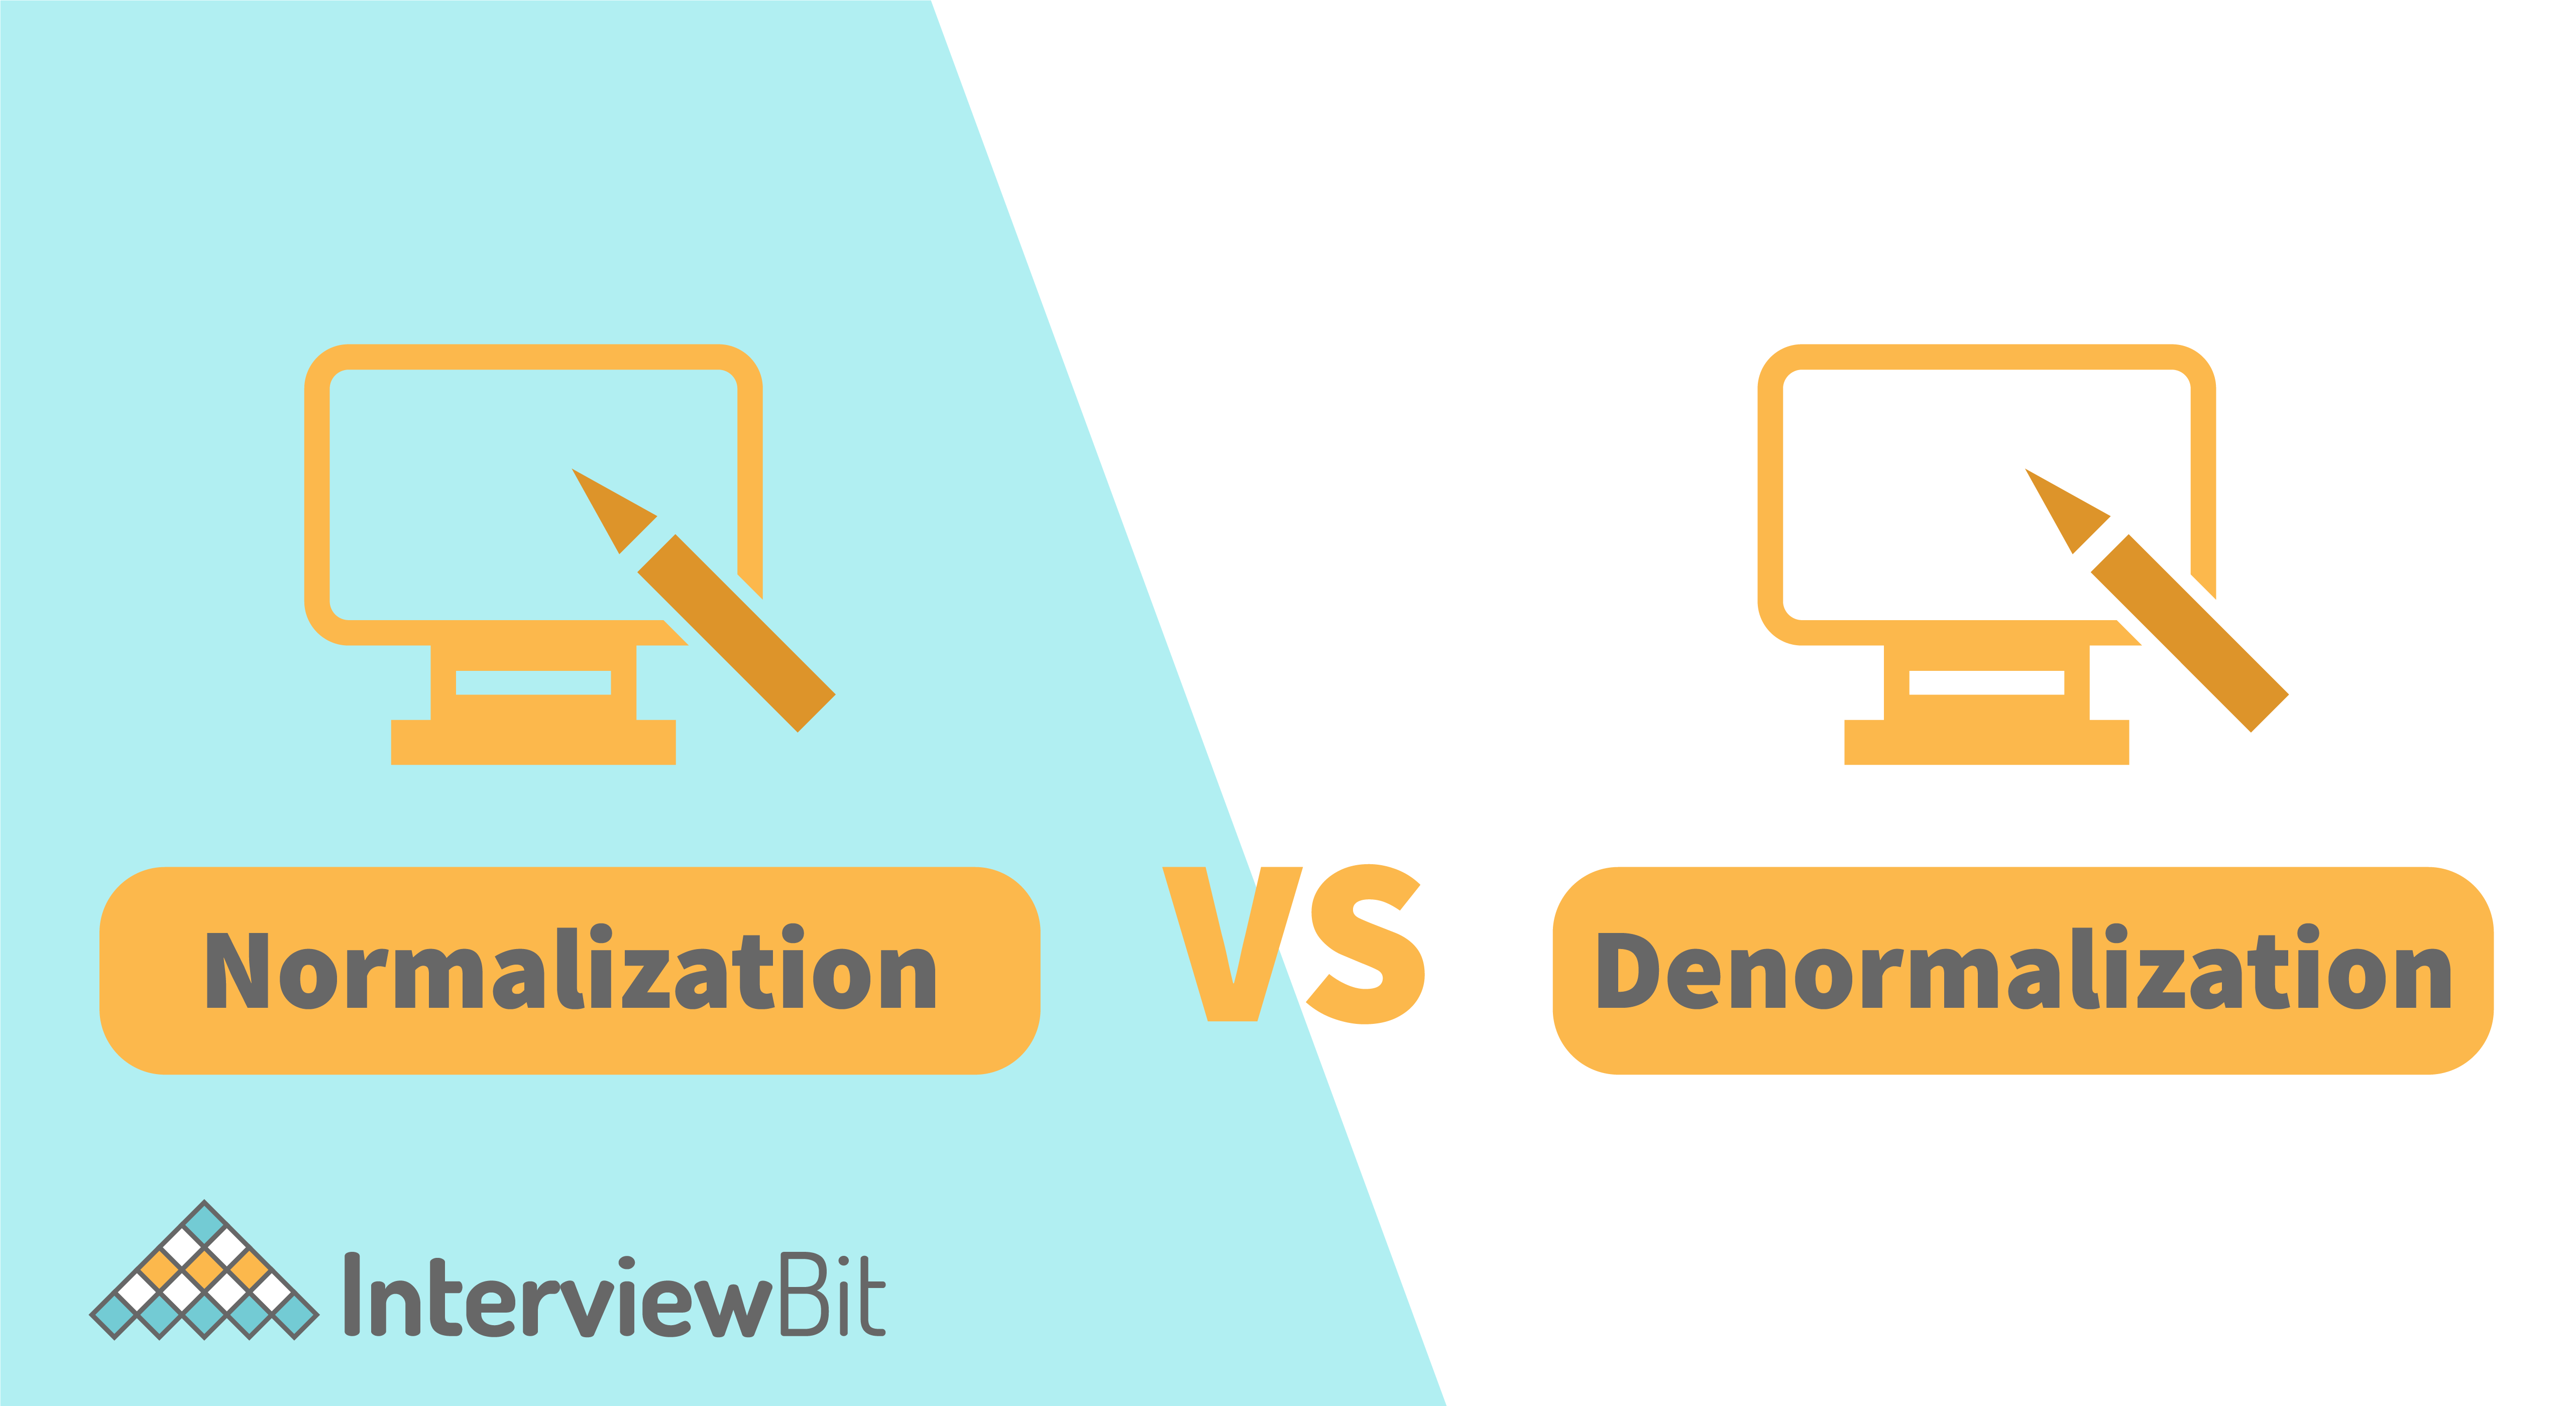 Normalization
VS
Denormalization
InterviewBit